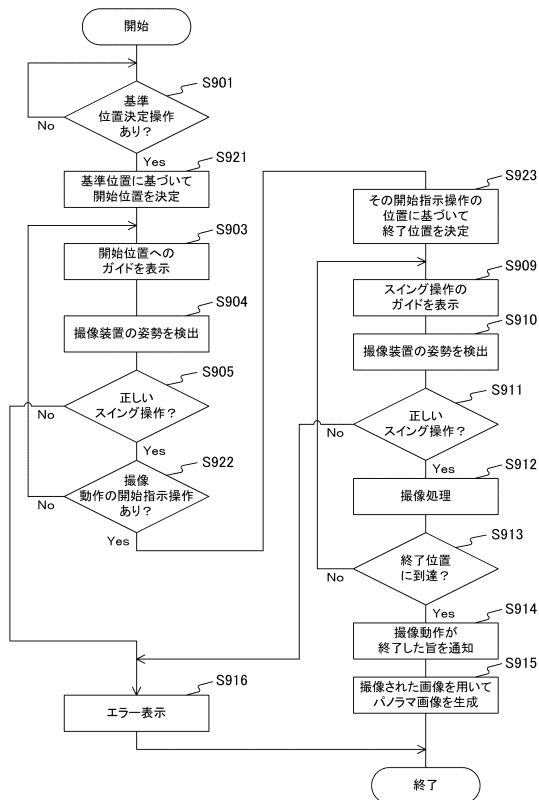 開始
S901
基準
位置決定操作
あり？
No
Yes
S921
基準位置に基づいて
開始位置を決定
S903
開始位置への
ガイドを表示
S904
撮像装置の姿勢を検出
S905
正しい
スイング操作？
No
Yes
S922
撮像
動作の開始指示操作
あり？
No
Yes
S923
その開始指示操作の
位置に基づいて
終了位置を決定
S909
スイング操作の
ガイドを表示
S910
撮像装置の姿勢を検出
S911
正しい
スイング操作？
No
Yes
S912
撮像処理
S913
終了位置
に到達？
No
Yes
S914
撮像動作が
終了した旨を通知
S915
撮像された画像を用いて
パノラマ画像を生成
S916
エラー表示
終了